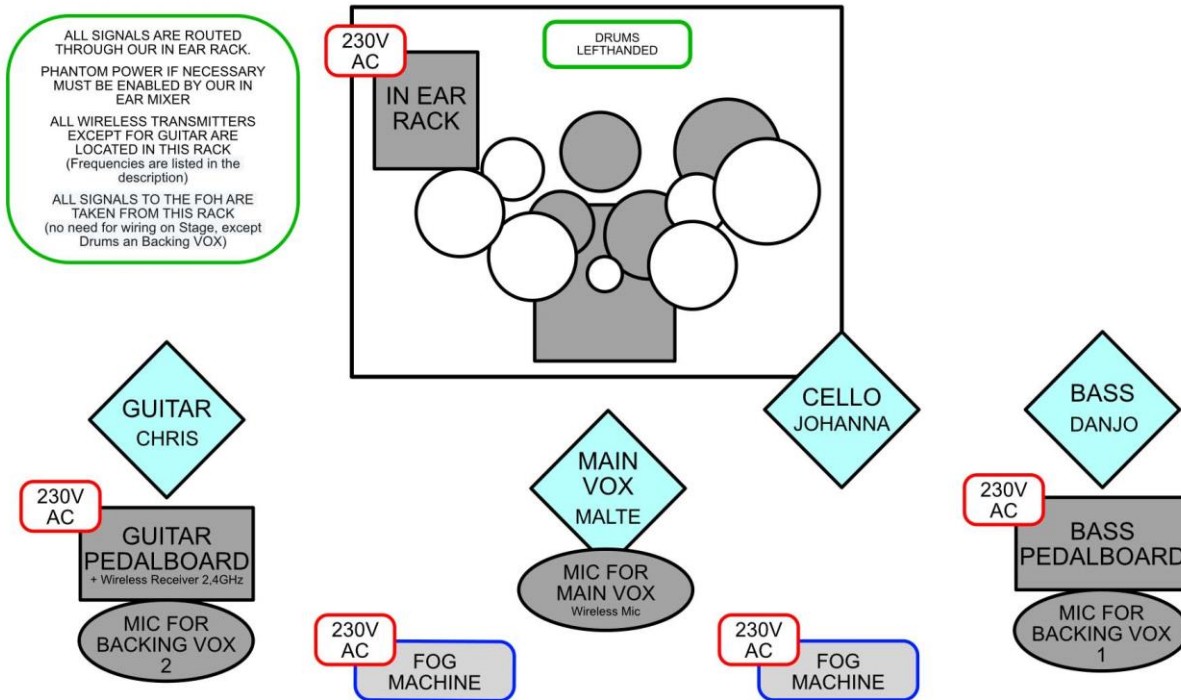 ALL SIGNALS ARE ROUTED
THROUGH OUR IN EAR RACK.
PHANTOM POWER IF NECESSARY
MUST BE ENABLED BY OUR IN
EAR MIXER
ALL WIRELESS TRANSMITTERS
EXCEPT FOR GUITAR ARE
LOCATED IN THIS RACK
(Frequencies are listed in the
description)
ALL SIGNALS TO THE FOH ARE
TAKEN FROM THIS RACK
(no need for wiring on Stage, except
Drums an Backing VOX)
230V
AC
IN EAR
RACK
DRUMS
LEFTHANDED
GUITAR
CHRIS
MAIN
VOX
MALTE
CELLO
JOHANNA
BASS
DANJO
230V
AC
GUITAR
PEDALBOARD
+ Wireless Receiver 2,4GHz
MIC FOR
BACKING VOX
2
MIC FOR
MAIN VOX
Wireless Mic
230V
AC
BASS
PEDALBOARD
MIC FOR
BACKING VOX
1
230V
AC
FOG
MACHINE
230V
AC
FOG
MACHINE